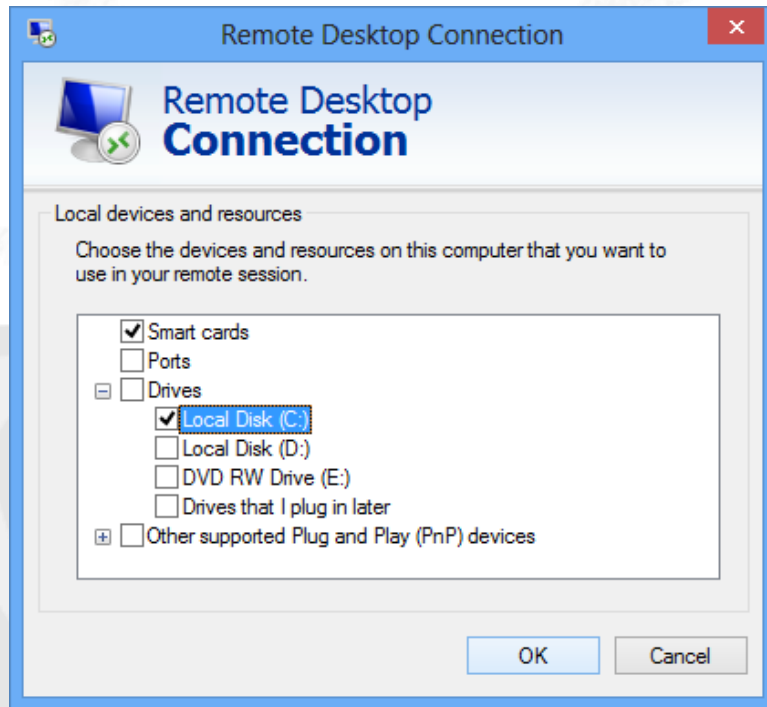 Remote Desktop Connection
Remote Desktop
Connection
Local devices and resources
Choose the devices and resources on this computer that you want to
use in your remote session.
Smart cards
Ports
Drives
Local Disk (C:)
Local Disk (D:)
DVD RW Drive (E:)
Drives that I plug in later
Other supported Plug and Play (PnP) devices
OK Cancel